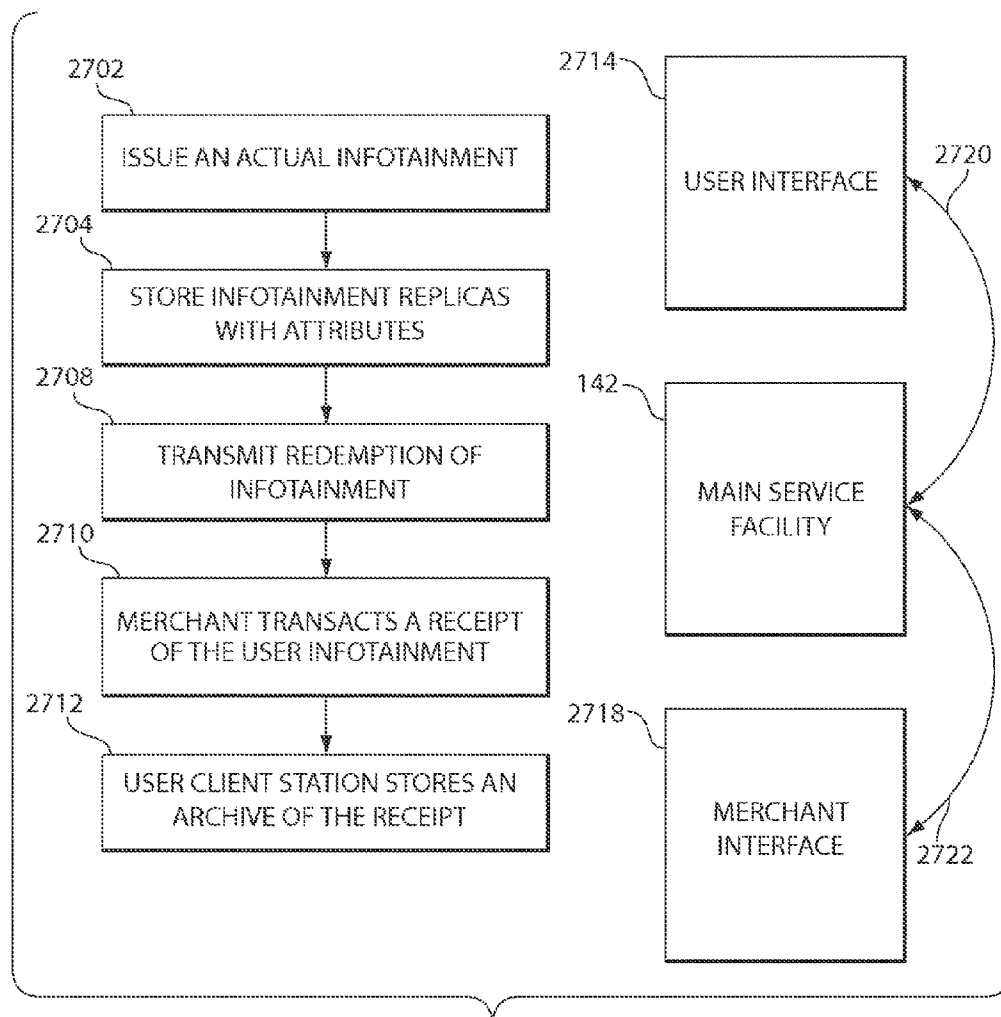 2702
ISSUE AN ACTUAL INFOTAINMENT
2704
STORE INFOTAINMENT REPLICAS
WITH ATTRIBUTES
2708
TRANSMIT REDEMPTION OF
INFOTAINMENT
2710
MERCHANT TRANSACTS A RECEIPT
OF THE USER INFOTAINMENT
2712
USER CLIENT STATION STORES AN
ARCHIVE OF THE RECEIPT
2714
USER INTERFACE
2720
142
MAIN SERVICE
FACILITY
2718
MERCHANT
INTERFACE
2722